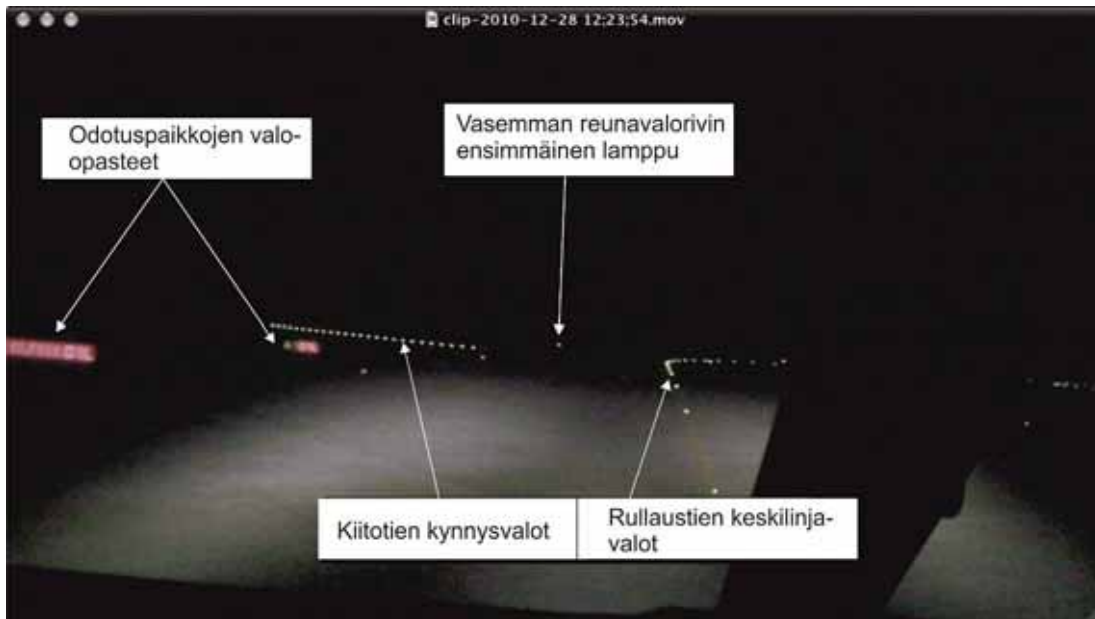 clip-2010-12-28 12;23;54.mov
Odotuspaikkojen valo-
opasteet
Vasemman reunavalorivin
ensimmäinen lamppu
Kiitotien kynnysvalot
Rullaustien keskilinja-
valot